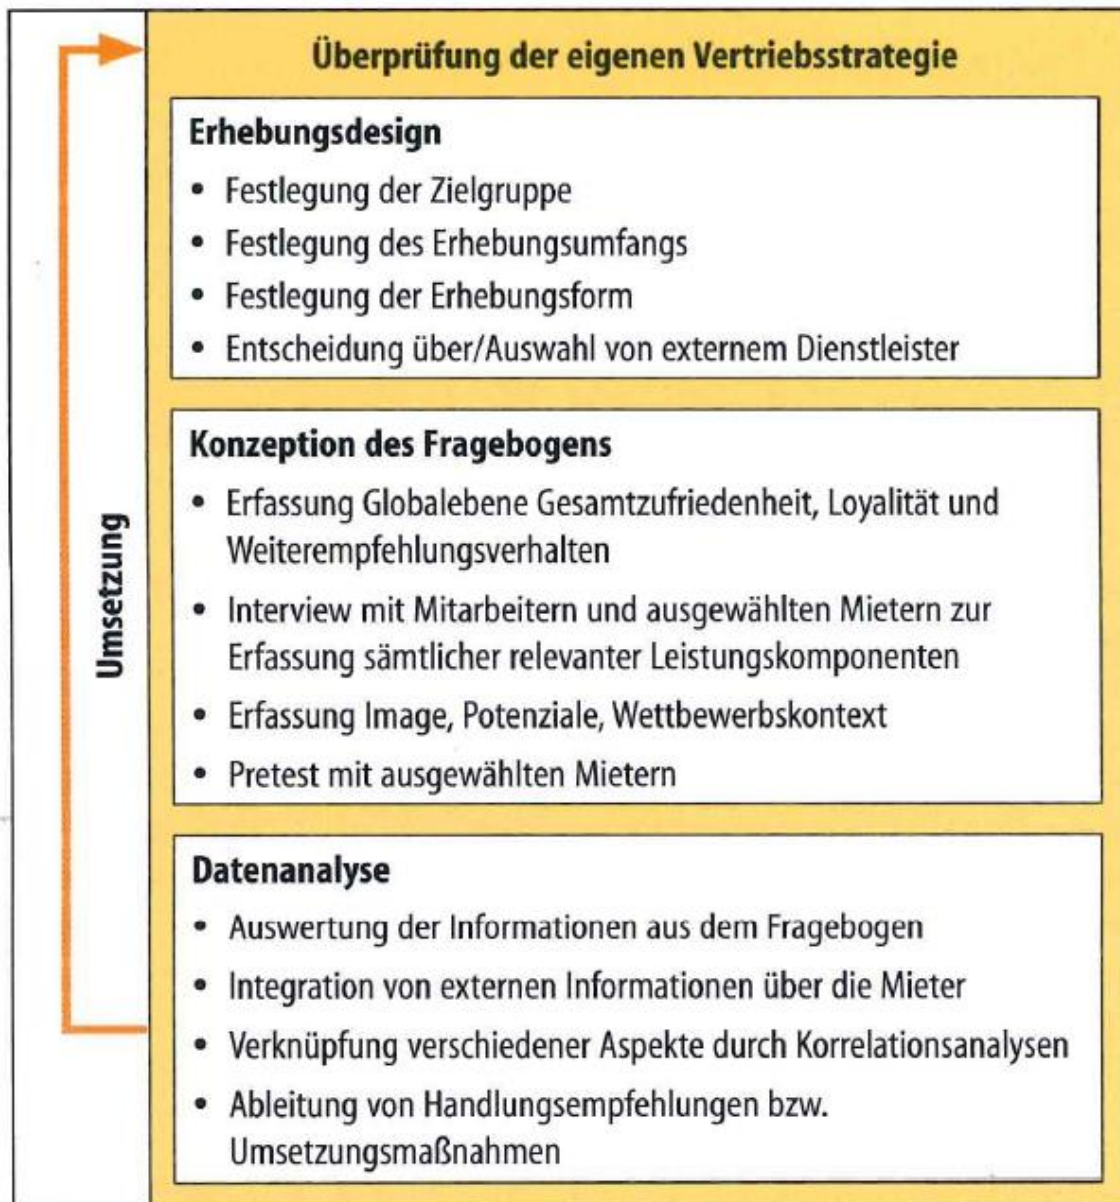 Überprüfung der eigenen Vertriebsstrategie
Erhebungsdesign
• Festlegung der Zielgruppe
• Festlegung des Erhebungsumfangs
• Festlegung der Erhebungsform
• Entscheidung über/Auswahl von externem Dienstleister
Konzeption des Fragebogens
• Erfassung Globalebene Gesamtzufriedenheit, Loyalität und
Weiterempfehlungsverhalten
• Interview mit Mitarbeitern und ausgewählten Mietern zur
Erfassung sämtlicher relevanter Leistungskomponenten
• Erfassung Image, Potenziale, Wettbewerbskontext
• Pretest mit ausgewählten Mietern
Datenanalyse
• Auswertung der Informationen aus dem Fragebogen
• Integration von externen Informationen über die Mieter
• Verknüpfung verschiedener Aspekte durch Korrelationsanalysen
• Ableitung von Handlungsempfehlungen bzw.
Umsetzungsmaßnahmen
Umsetzung